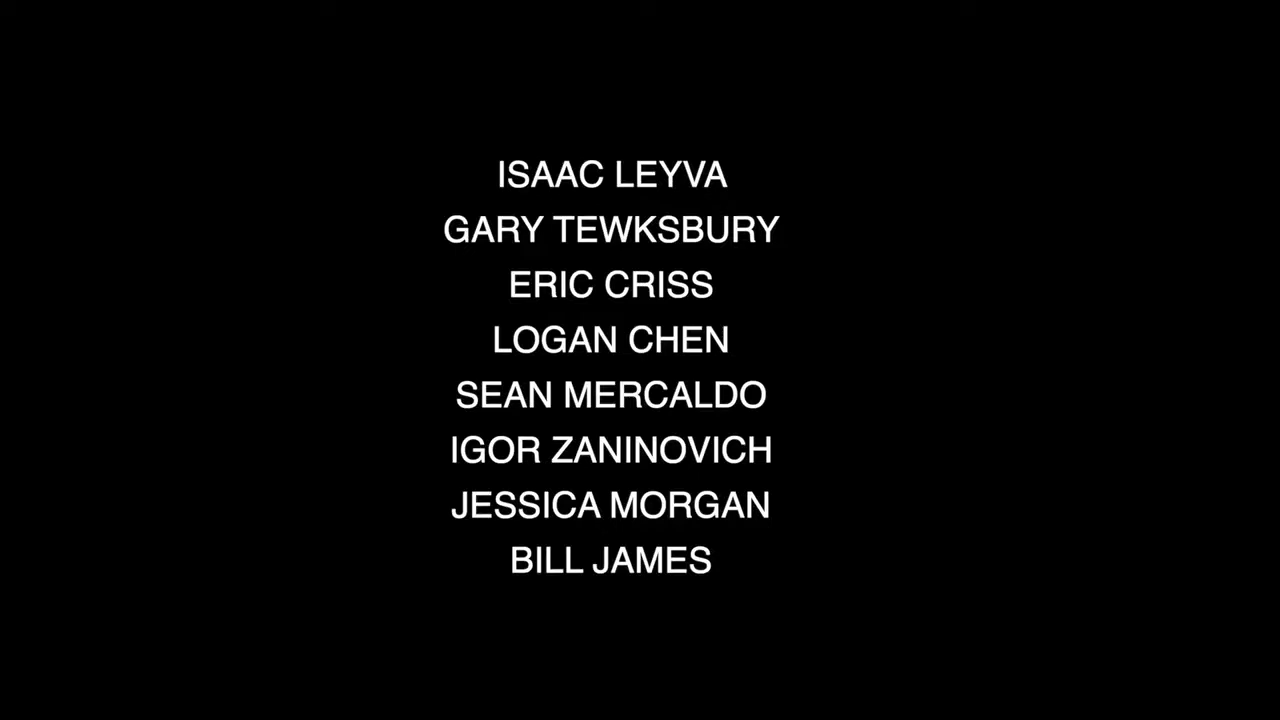 ISAAC LEYVA
GARY TEWKSBURY
ERIC CRISS
LOGAN CHEN
SEAN MERCALDO
IGOR ZANINOVICH
JESSICA MORGAN
BILL JAMES